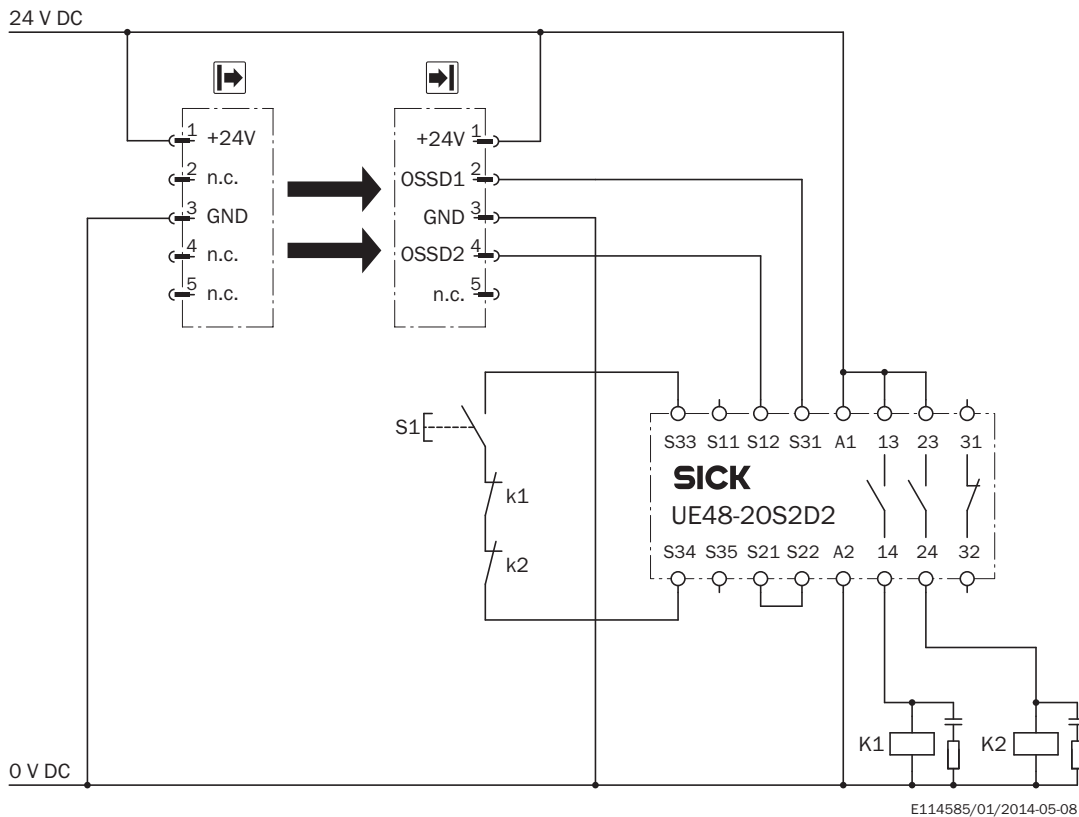 24 V DC
1
+24V
2
n.c.
3
GND
4
n.c.
5
n.c.
+24V
1
OSSD1
2
GND
3
OSSD2
4
n.c.
5
S1
k1
k2
S33 S11 S12 S31 A1 13 23 31
SICK
UE48-2OS2D2
S34 S35 S21 S22 A2 14 24 32
K1
K2
0 V DC
E114585/01/2014-05-08